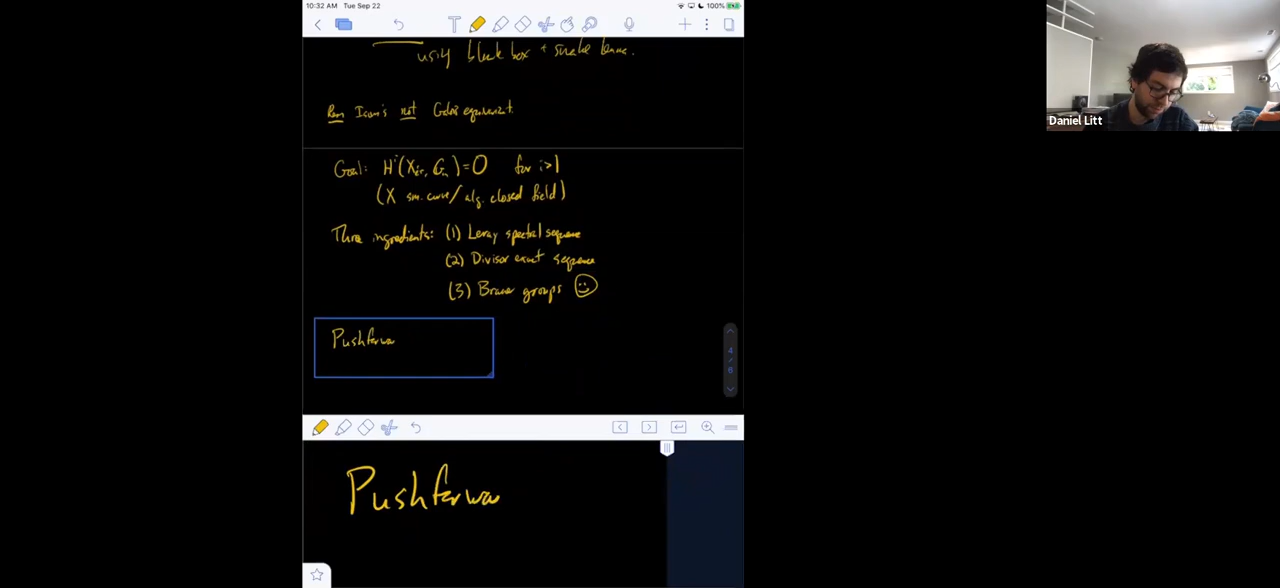 10:32 AM Tue Sep 22
100%
using black box + snake lemma.
Rem Isom's not Galois equivariant.
Goal: Hⁱ(X_ét, G_m) = 0 for i>1
(X sm. curve / alg. closed field)
Three ingredients: (1) Leray spectral sequence
(2) Divisor exact sequence
(3) Brauer groups ☺
Pushforwa
4
/
Pushforwa
Daniel Litt